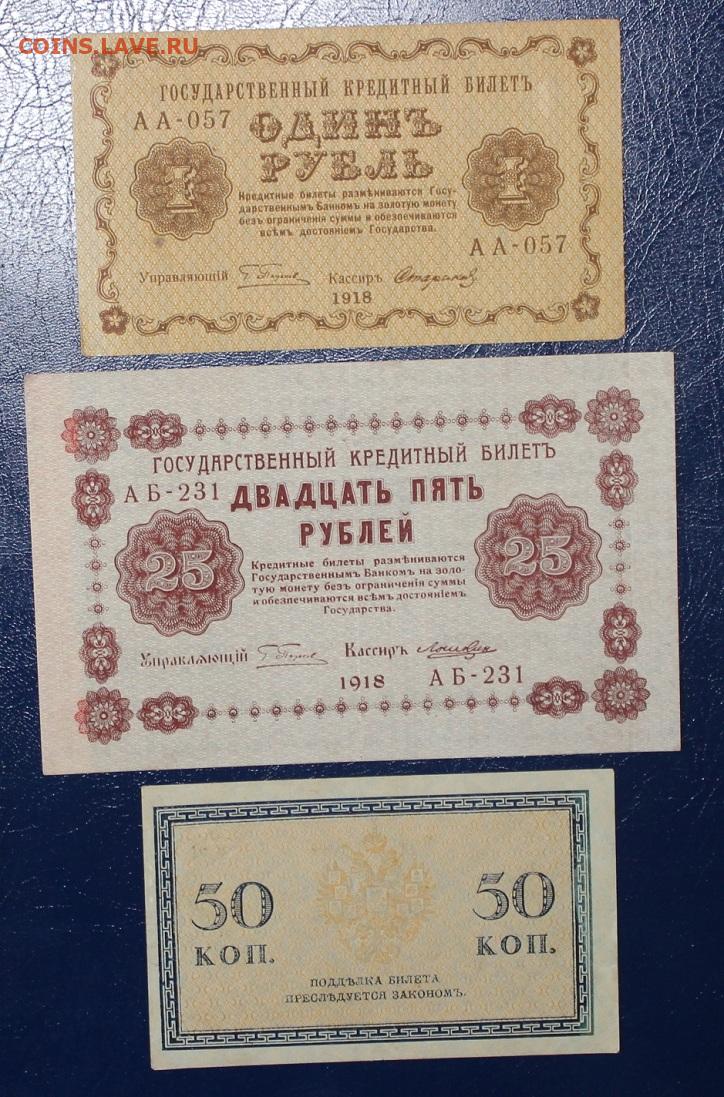 COINS.LAVE.RU
ГОСУДАРСТВЕННЫЙ КРЕДИТНЫЙ БИЛЕТЪ
АА-057
ОДИНЪ
РУБЛЬ
1
1
Кредитные билеты размѣниваются Госу-
дарственнымъ Банкомъ на золотую монету
безъ ограниченія суммы и обезпечиваются
всѣмъ достояніемъ Государства.
АА-057
Управляющій
Кассиръ
1918
ГОСУДАРСТВЕННЫЙ КРЕДИТНЫЙ БИЛЕТЪ
АБ-231
ДВАДЦАТЬ ПЯТЬ
РУБЛЕЙ
25
25
Кредитные билеты размѣниваются
Государственнымъ Банкомъ на золо-
тую монету безъ ограниченія суммы
и обезпечиваются всѣмъ достояніемъ
Государства.
Управляющій
Кассиръ
1918 АБ-231
50
КОП.
50
КОП.
ПОДДѢЛКА БИЛЕТА
ПРЕСЛѢДУЕТСЯ ЗАКОНОМЪ.